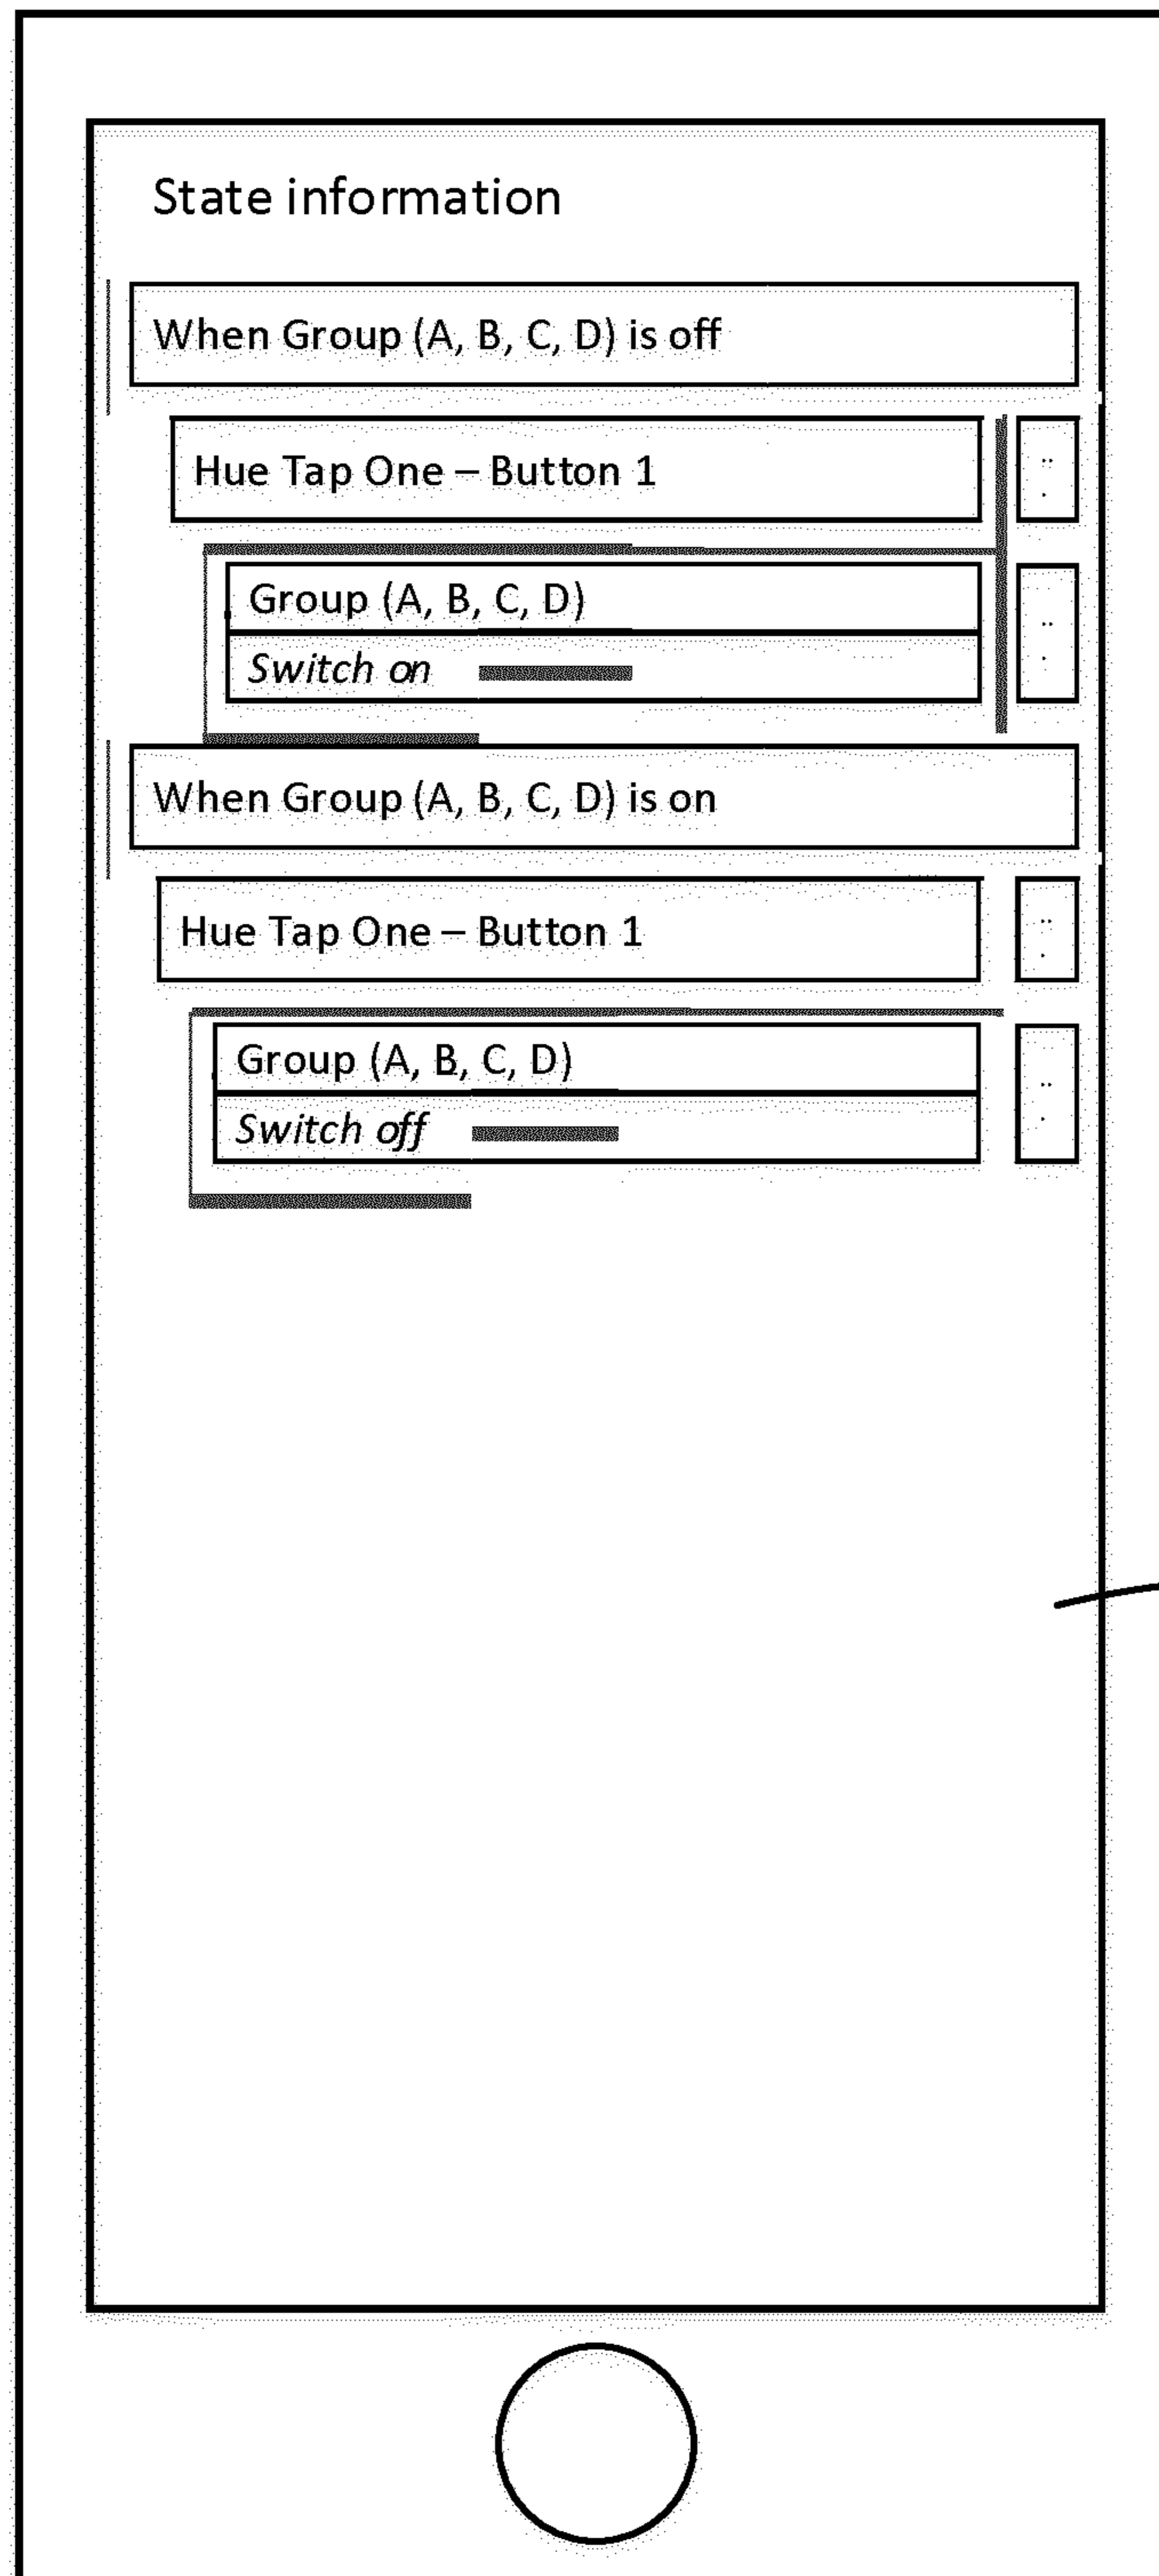 State information
When Group (A, B, C, D) is off
Hue Tap One – Button 1
Group (A, B, C, D)
Switch on
When Group (A, B, C, D) is on
Hue Tap One – Button 1
Group (A, B, C, D)
Switch off